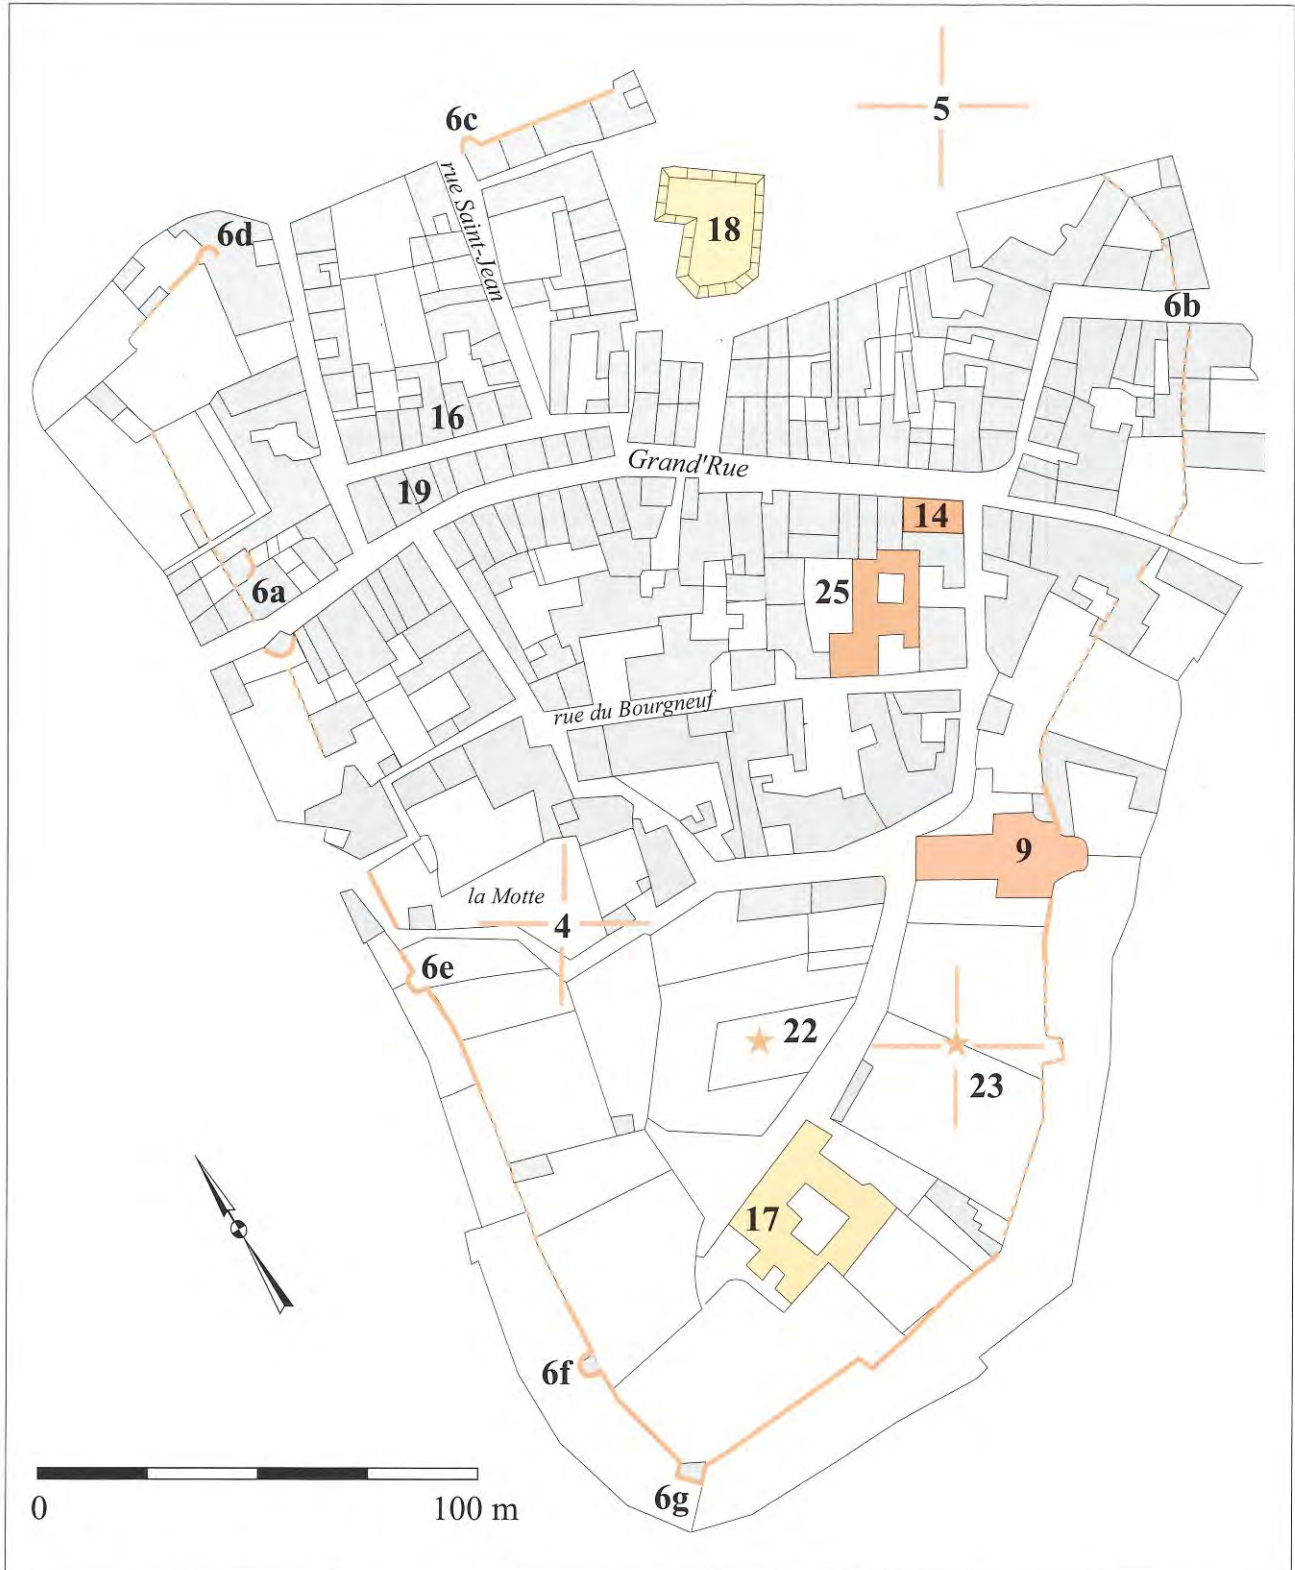 5
6c
rue Saint-Jean
18
6d
6b
16
Grand'Rue
19
14
6a
25
rue du Bourgneuf
9
la Motte
4
6e
22
23
17
6f
6g
0
100 m